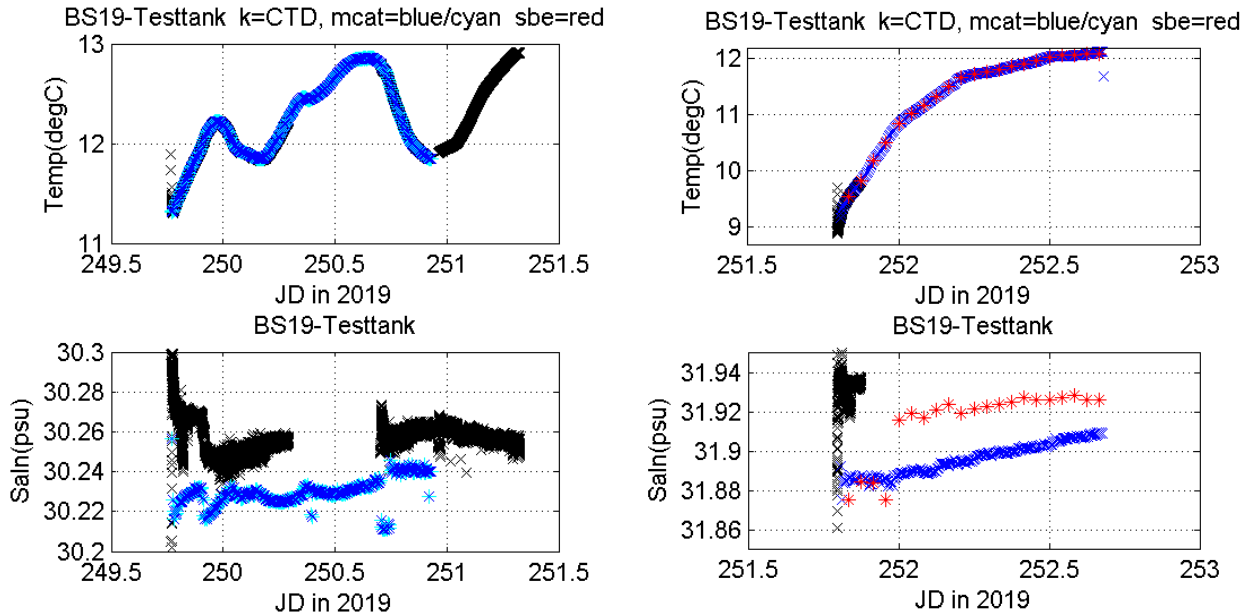 BS19-Testtank k=CTD, mcat=blue/cyan sbe=red
13
12
11
Temp(degC)
249.5 250 250.5 251 251.5
JD in 2019
BS19-Testtank
30.3
30.28
30.26
30.24
30.22
30.2
Saln(psu)
249.5 250 250.5 251 251.5
JD in 2019
BS19-Testtank k=CTD, mcat=blue/cyan sbe=red
12
11
10
9
Temp(degC)
251.5 252 252.5 253
JD in 2019
BS19-Testtank
31.94
31.92
31.9
31.88
31.86
Saln(psu)
251.5 252 252.5 253
JD in 2019